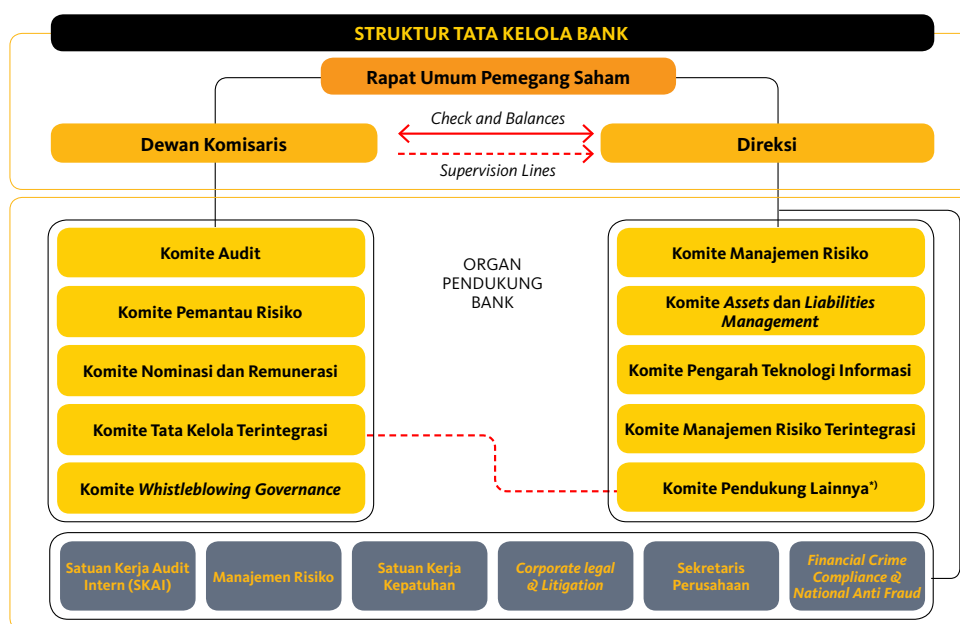 STRUKTUR TATA KELOLA BANK
Rapat Umum Pemegang Saham
Check and Balances
Dewan Komisaris
Direksi
Supervision Lines
Komite Audit
Komite Pemantau Risiko
Komite Nominasi dan Remunerasi
Komite Tata Kelola Terintegrasi
Komite Whistleblowing Governance
ORGAN
PENDUKUNG
BANK
Komite Manajemen Risiko
Komite Assets dan Liabilities
Management
Komite Pengarah Teknologi Informasi
Komite Manajemen Risiko Terintegrasi
Komite Pendukung Lainnya*)
Satuan Kerja Audit
Intern (SKAI)
Manajemen Risiko
Satuan Kerja
Kepatuhan
Corporate legal
& Litigation
Sekretaris
Perusahaan
Financial Crime
Compliance &
National Anti Fraud